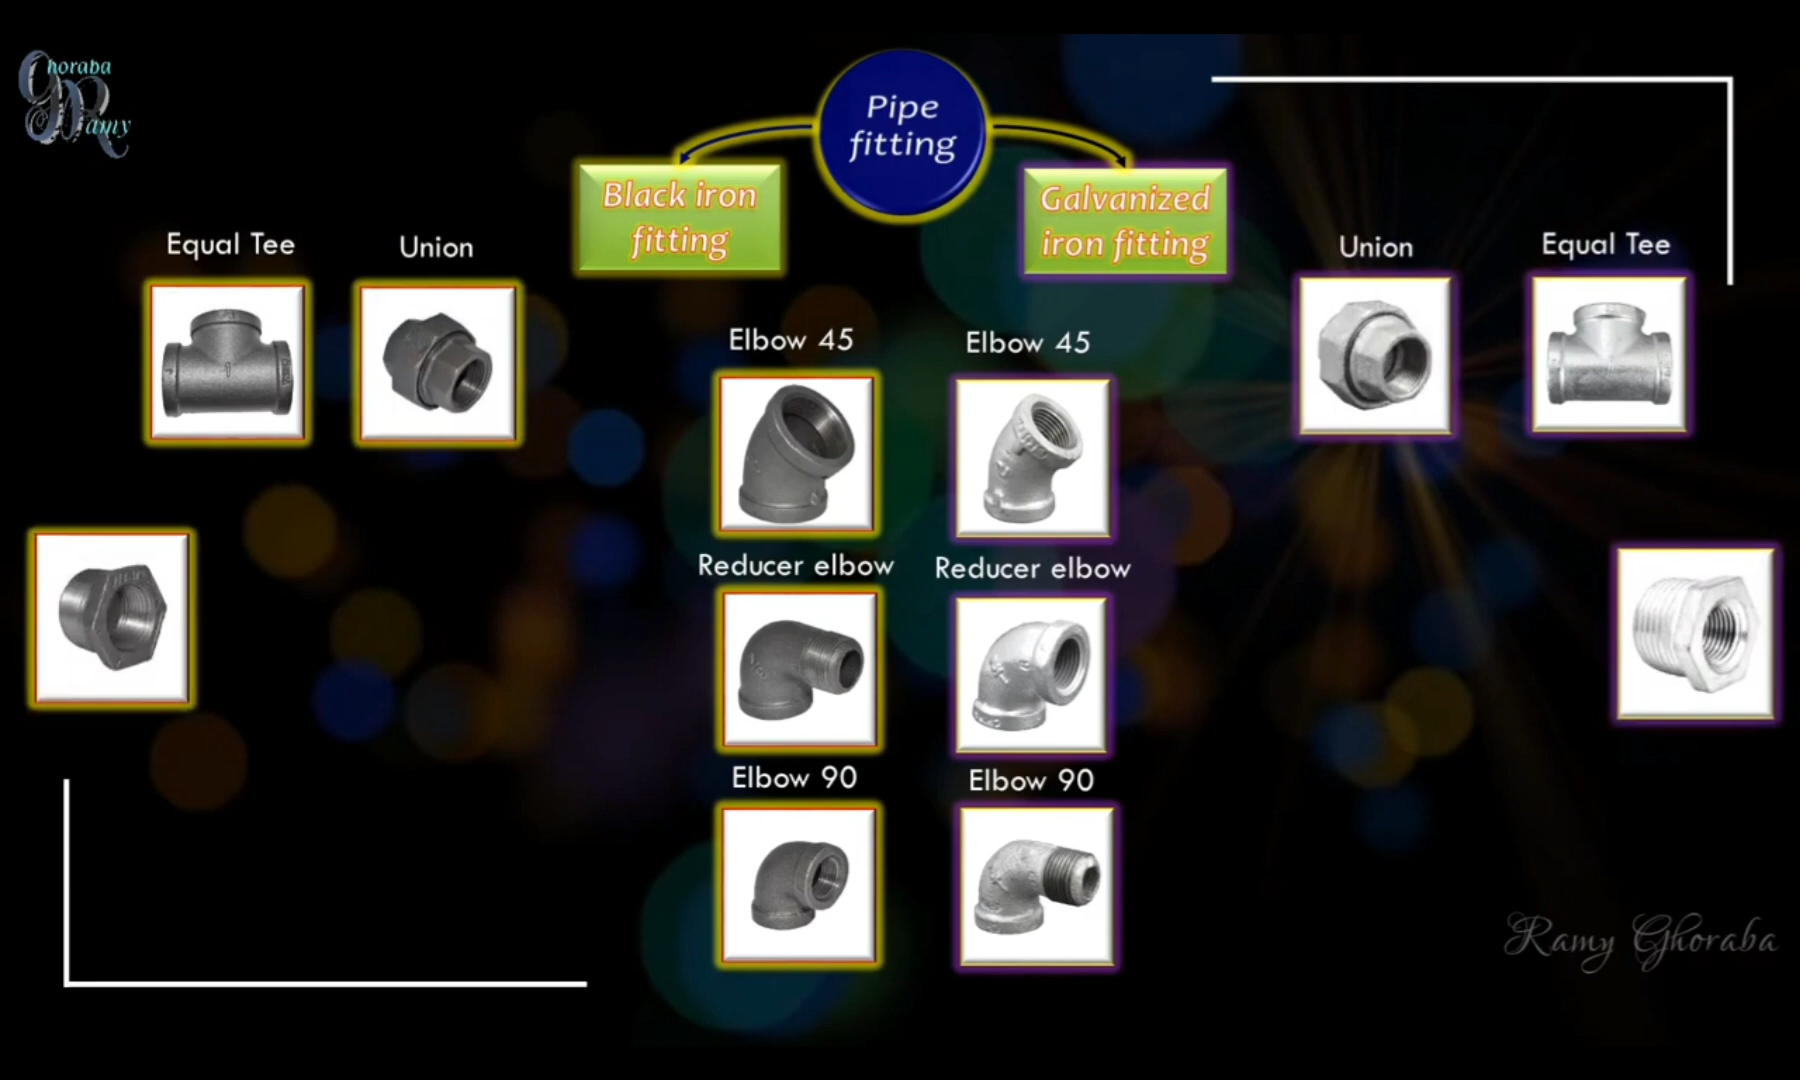 Ghoraba
Ramy
Pipe
fitting
Black iron
fitting
Galvanized
iron fitting
Equal Tee
Union
Union
Equal Tee
Elbow 45
Elbow 45
Reducer elbow
Reducer elbow
Elbow 90
Elbow 90
Ramy Ghoraba